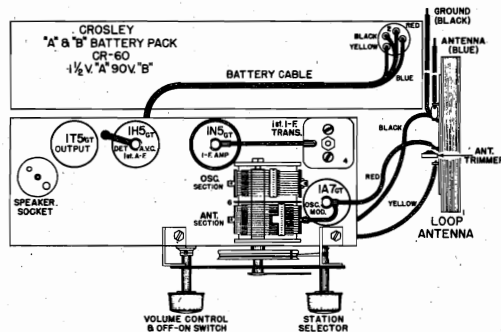 CROSLEY
"A" & "B" BATTERY PACK
CR-60
1½ V. "A" 90V. "B"
BATTERY CABLE
BLACK
YELLOW
RED
BLUE
GROUND
(BLACK)
ANTENNA
(BLUE)
1T5GT
OUTPUT
1H5GT
DET. A.V.C.
1st. A-F
1N5GT
I-F. AMP
1st. I-F.
TRANS.
4
BLACK
ANT.
TRIMMER
SPEAKER
SOCKET
OSC.
SECTION
6
ANT.
SECTION
1A7GT
OSC.
MOD.
RED
YELLOW
LOOP
ANTENNA
VOLUME CONTROL
& OFF-ON SWITCH
STATION
SELECTOR